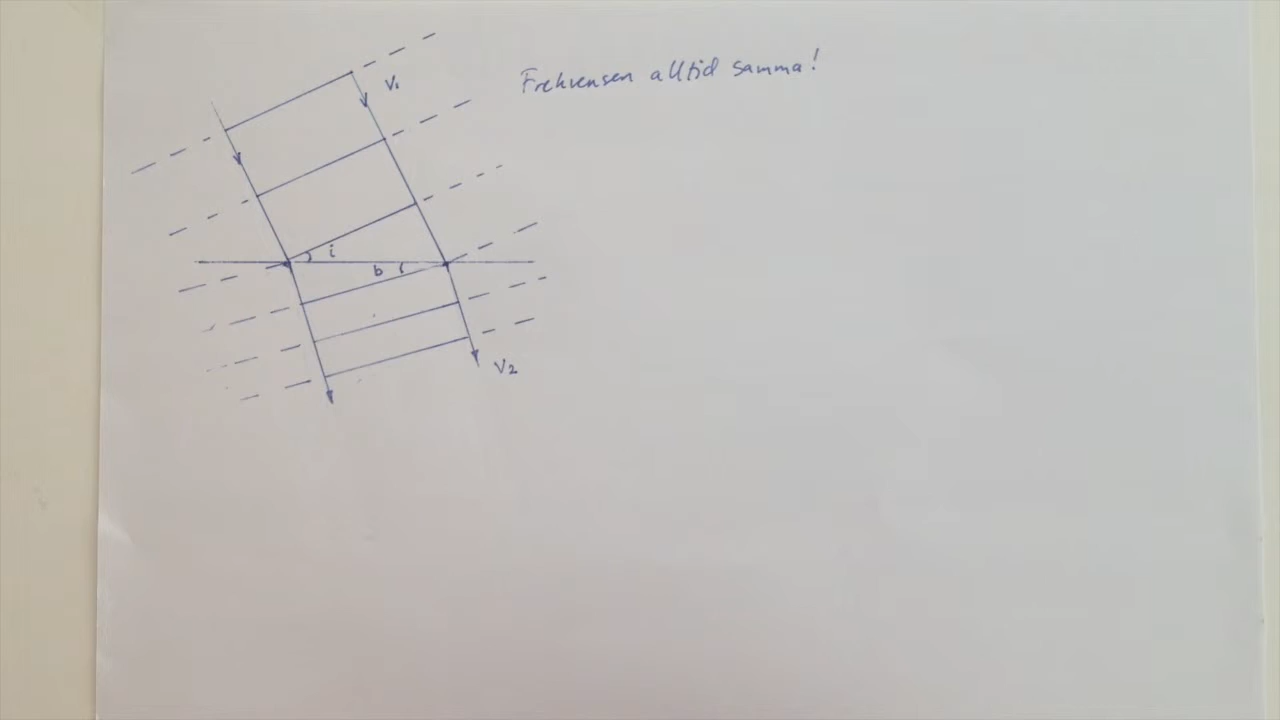 Frekvensen alltid samma!
V₁
i
b
V₂